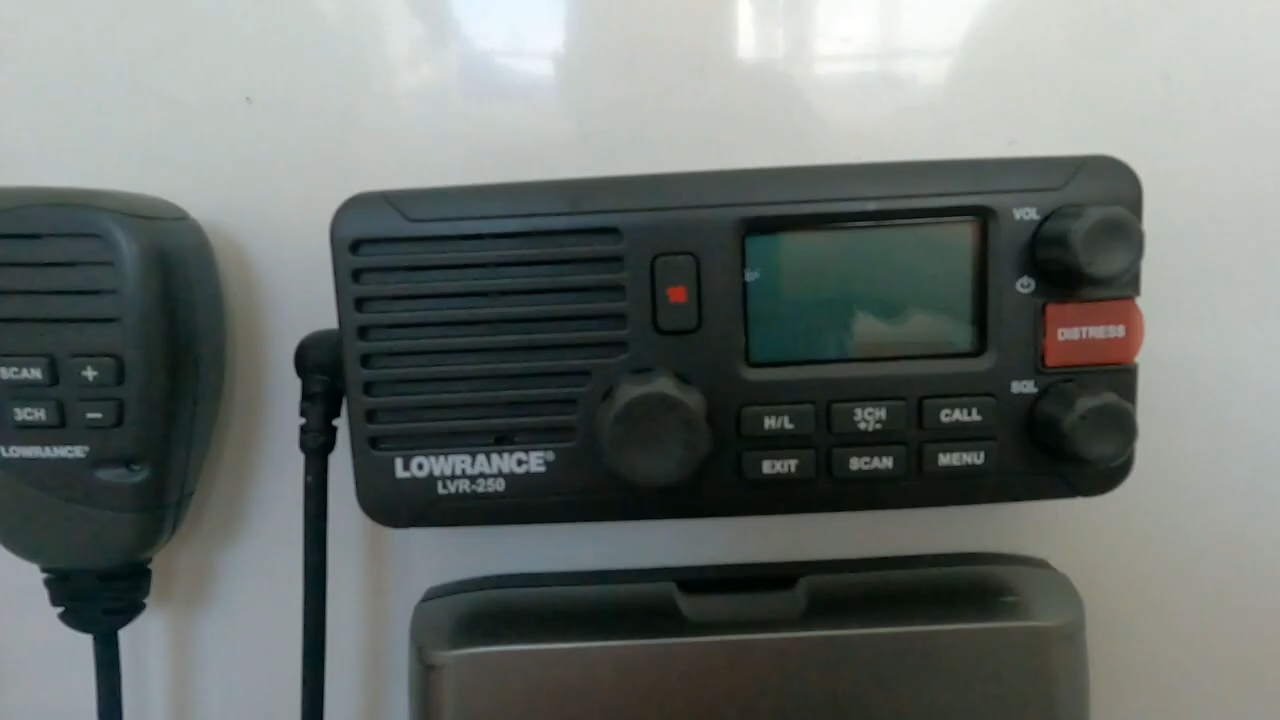 SCAN
+
3CH
−
LOWRANCE®
LOWRANCE®
LVR-250
VOL
DISTRESS
SQL
H/L
3CH
+/-
CALL
EXIT
SCAN
MENU